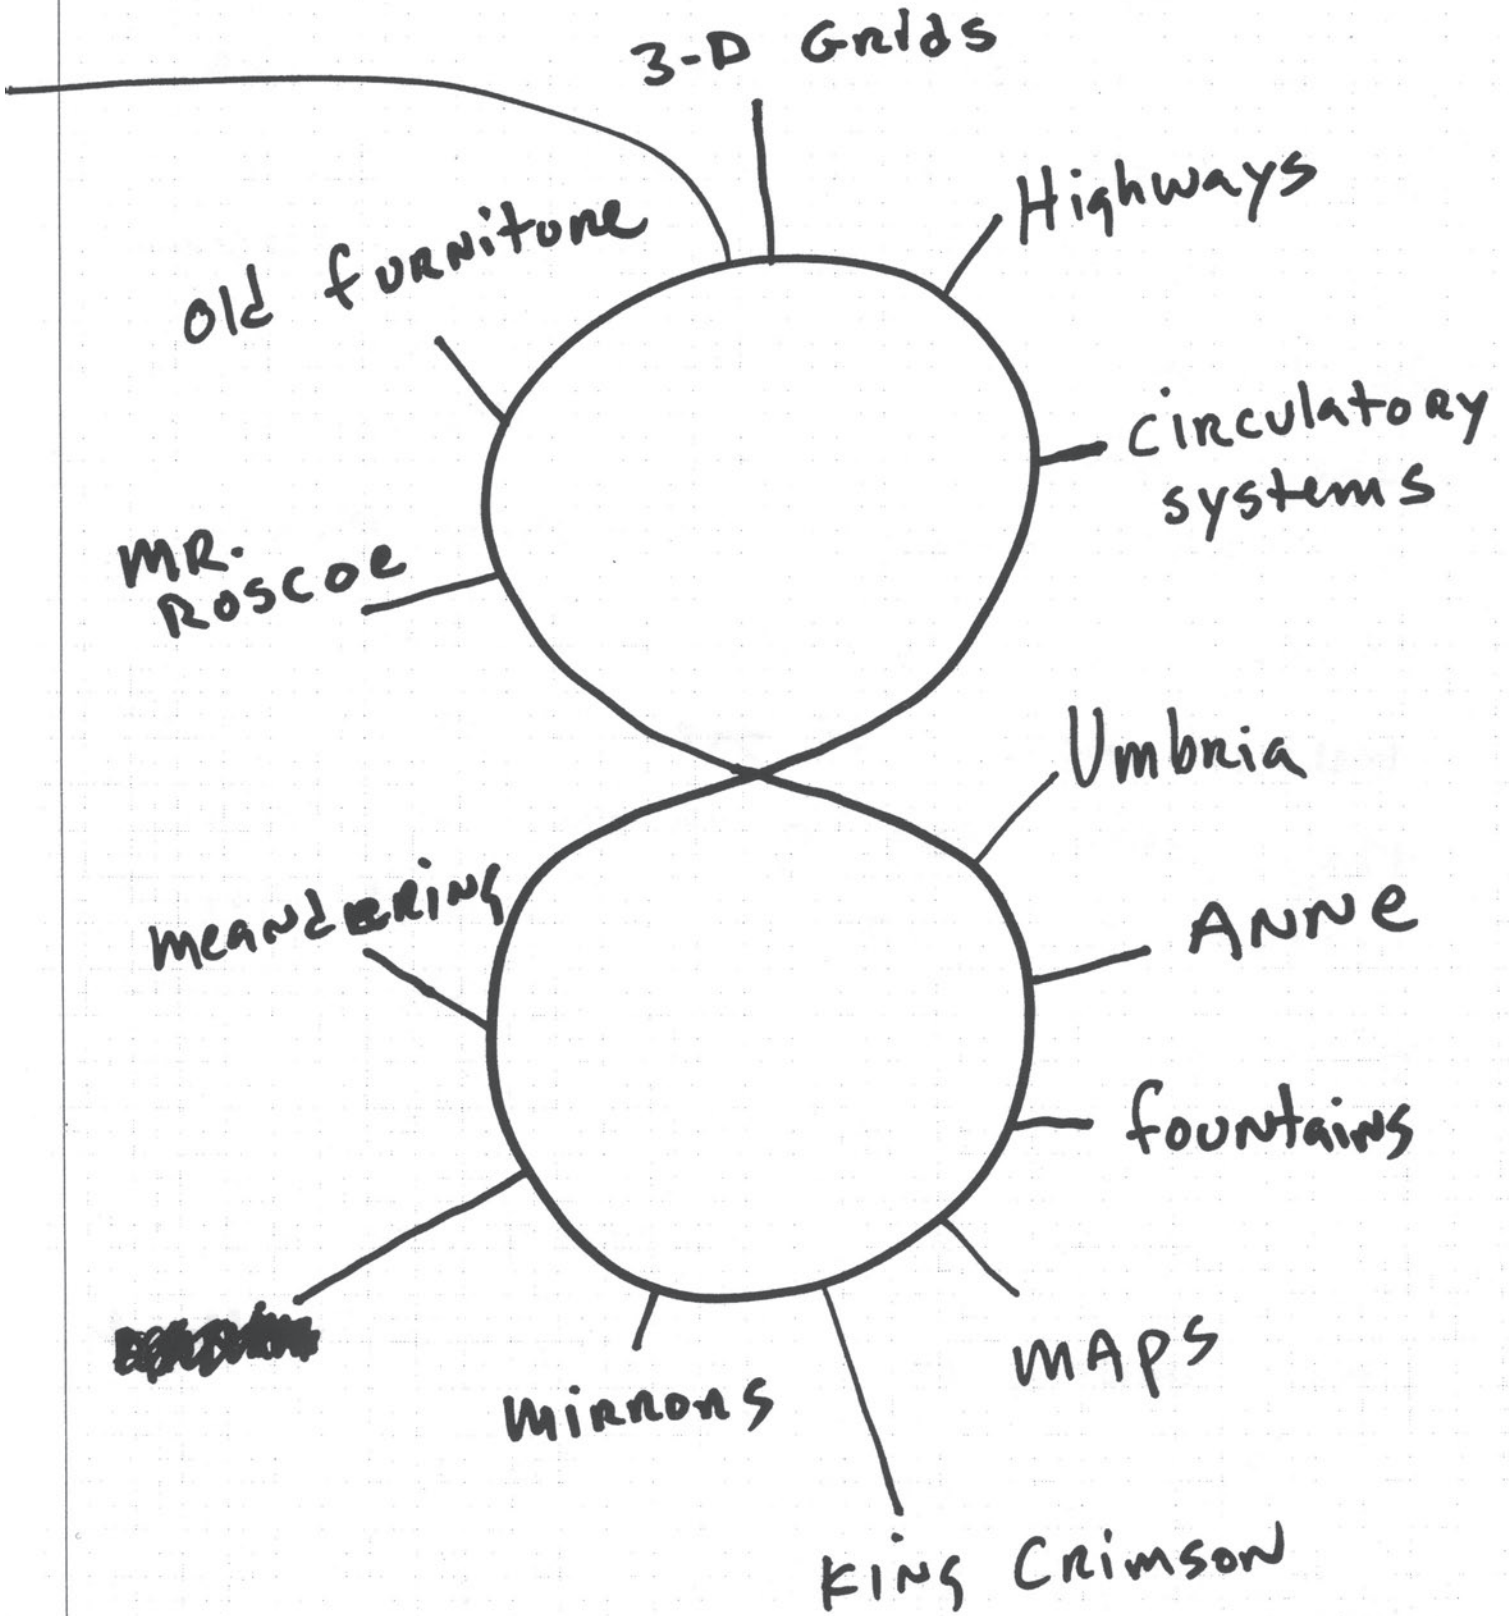 3-D Grids
Highways
old furniture
circulatory
systems
MR.
Roscoe
Umbria
meandering
ANNe
fountains
mAps
mirrors
King Crimson